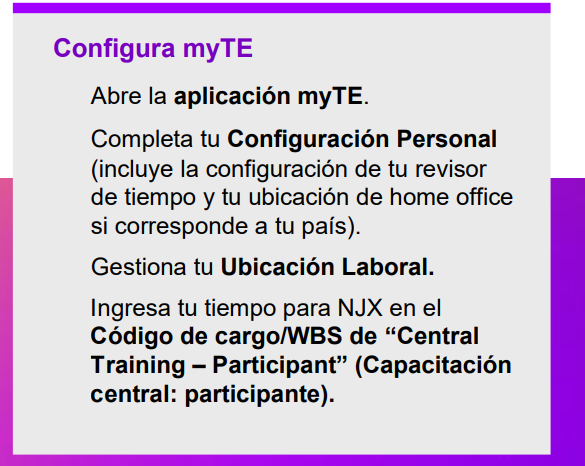 Configura myTE
Abre la aplicación myTE.
Completa tu Configuración Personal
(incluye la configuración de tu revisor
de tiempo y tu ubicación de home office
si corresponde a tu país).
Gestiona tu Ubicación Laboral.
Ingresa tu tiempo para NJX en el
Código de cargo/WBS de “Central
Training – Participant” (Capacitación
central: participante).